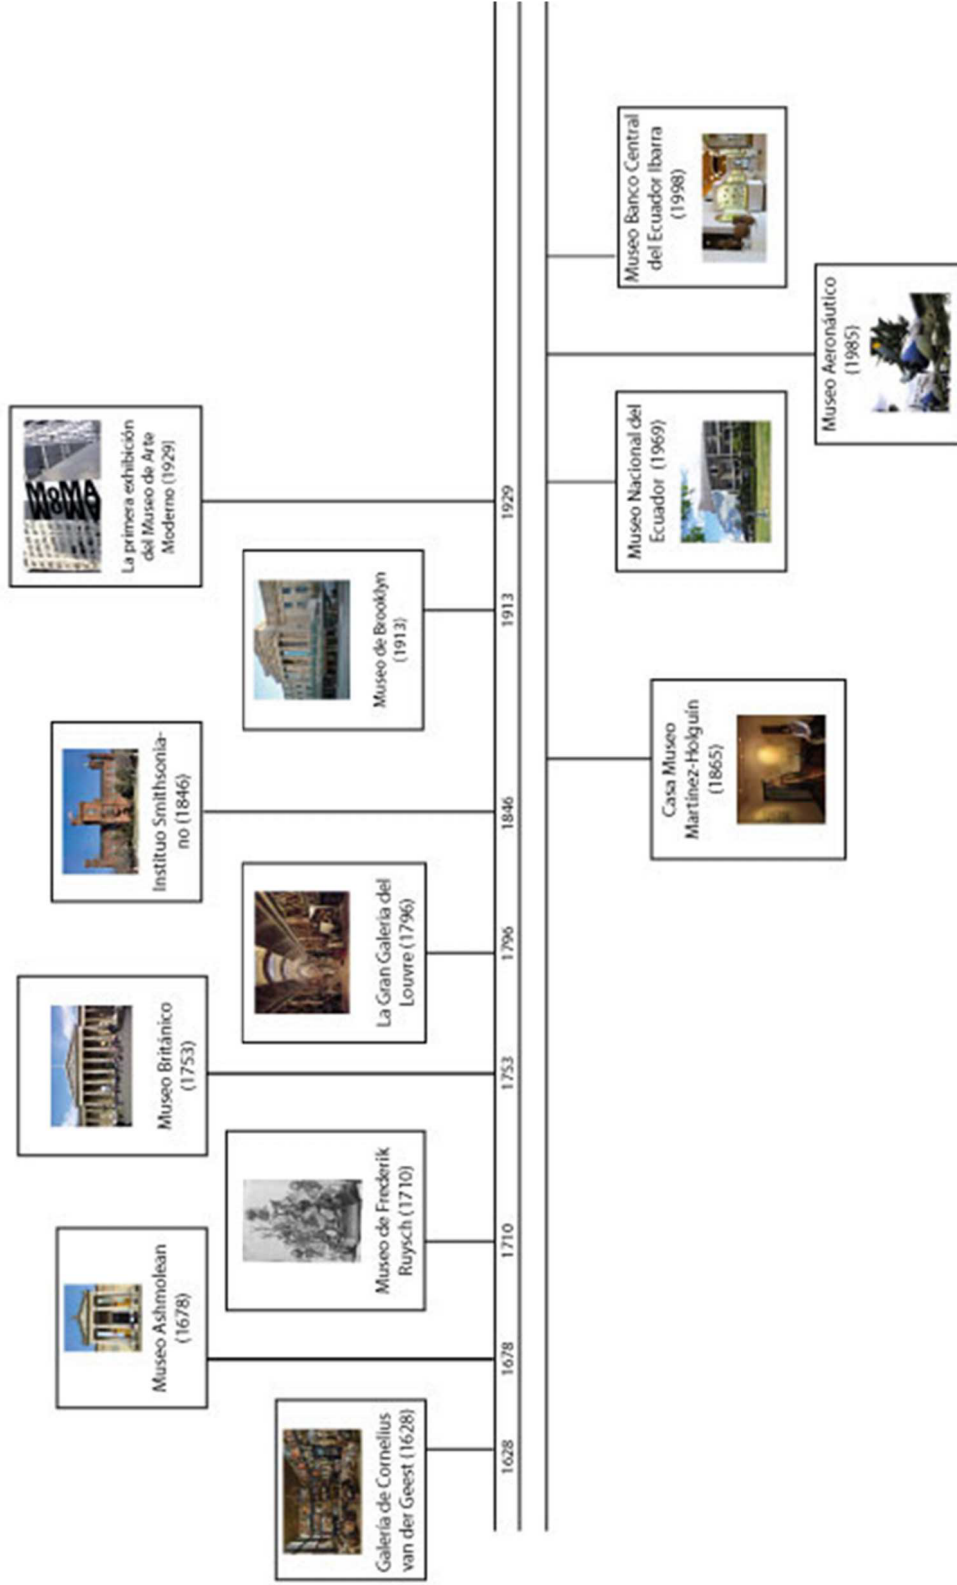 Galería de Cornelius
van der Geest (1628)
Museo Ashmolean
(1678)
Museo de Frederik
Ruysch (1710)
Museo Británico
(1753)
La Gran Galeria del
Louvre (1796)
Instituo Smithsonia-
no (1846)
Museo de Brooklyn
(1913)
MoMA
La primera exhibición
del Museo de Arte
Moderno (1929)
1628
1678
1710
1753
1796
1846
1913
1929
Casa Museo
Martínez-Holguín
(1865)
Museo Nacional del
Ecuador (1969)
Museo Aeronáutico
(1985)
Museo Banco Central
del Ecuador Ibarra
(1998)